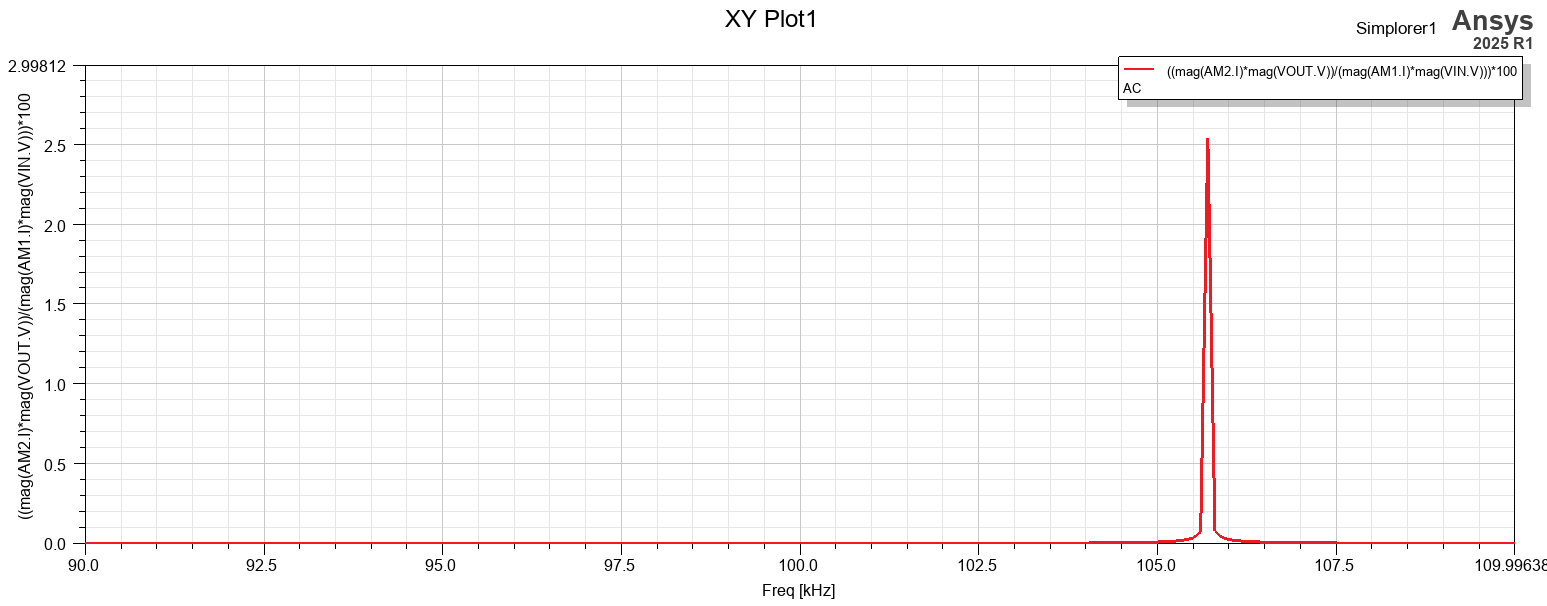 XY Plot1
Simplorer1
Ansys
2025 R1
((mag(AM2.I)*mag(VOUT.V))/(mag(AM1.I)*mag(VIN.V)))*100
AC
((mag(AM2.I)*mag(VOUT.V))/(mag(AM1.I)*mag(VIN.V)))*100
2.99812
2.5
2.0
1.5
1.0
0.5
0.0
90.0 92.5 95.0 97.5 100.0 102.5 105.0 107.5 109.99638
Freq [kHz]